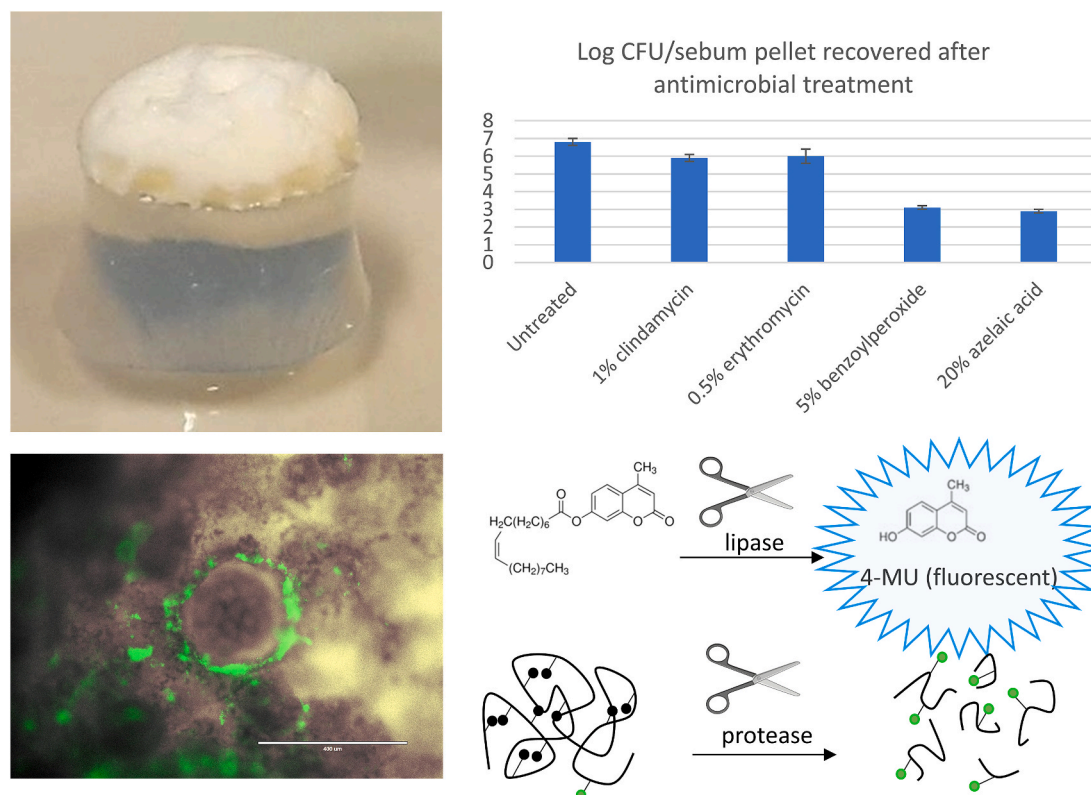 Log CFU/sebum pellet recovered after
antimicrobial treatment
8
7
6
5
4
3
2
1
0
Untreated
1% clindamycin
0.5% erythromycin
5% benzoylperoxide
20% azelaic acid
400 um
CH₃
O
H₂C(H₂C)₆
O
O
O
(CH₂)₇CH₃
lipase
CH₃
HO
O
O
4-MU (fluorescent)
protease